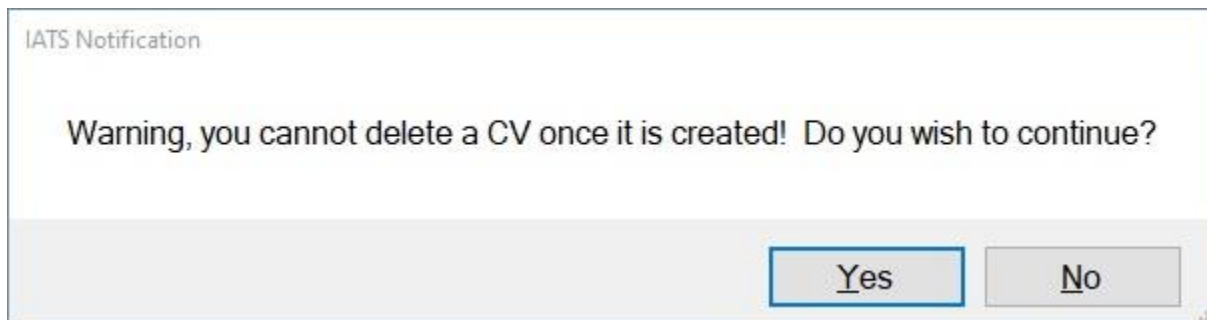 IATS Notification
Warning, you cannot delete a CV once it is created!  Do you wish to continue?
Yes No